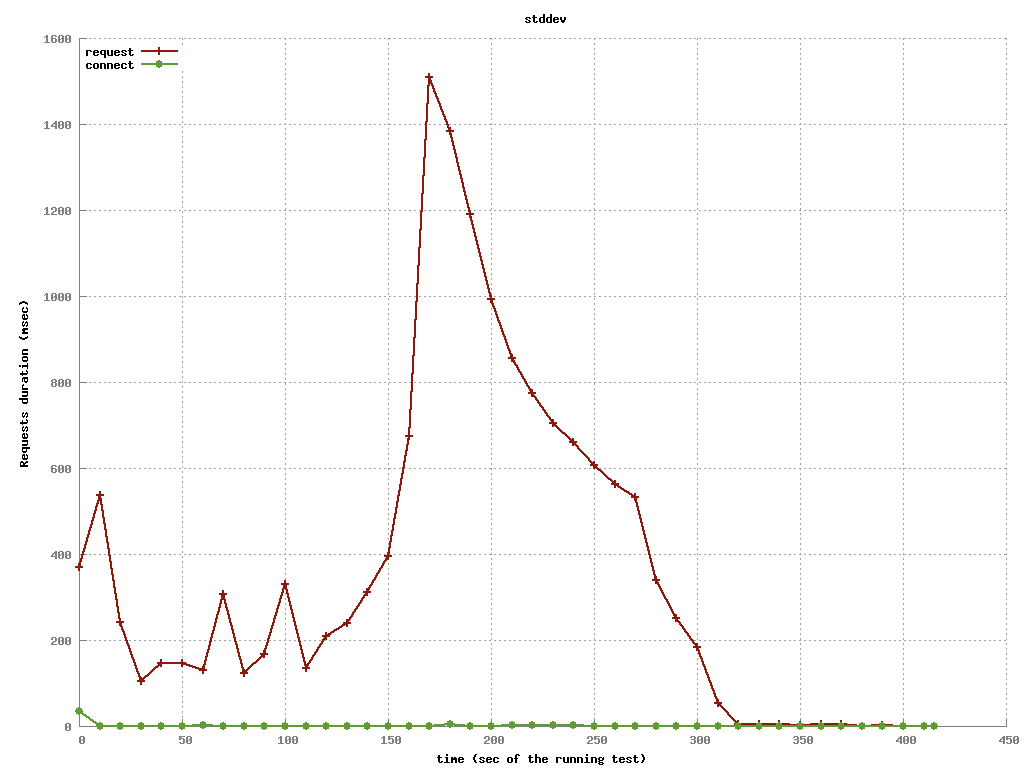 stddev
1600
request
connect
1400
1200
1000
800
600
400
200
0
Requests duration (msec)
0 50 100 150 200 250 300 350 400 450
time (sec of the running test)